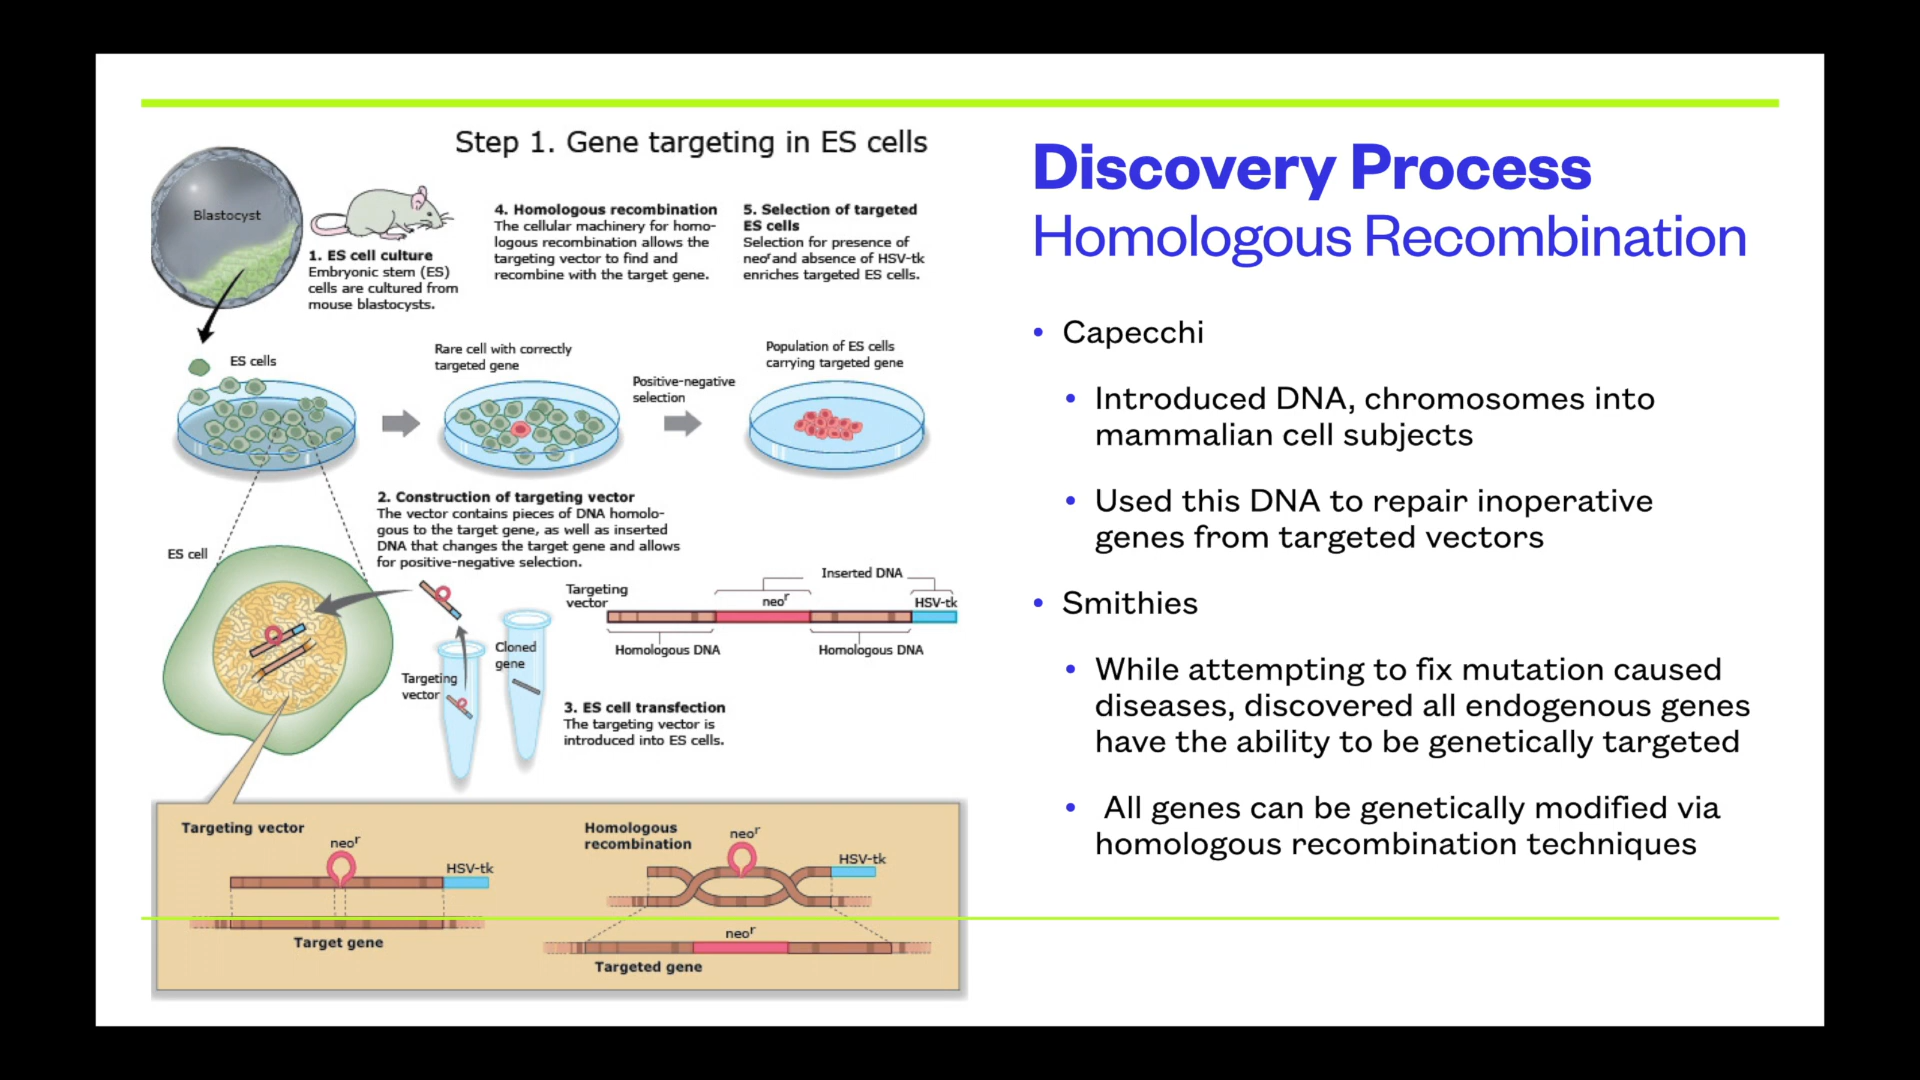 Step 1. Gene targeting in ES cells
Blastocyst
1. ES cell culture
Embryonic stem (ES)
cells are cultured from
mouse blastocysts.
4. Homologous recombination
The cellular machinery for homo-
logous recombination allows the
targeting vector to find and
recombine with the target gene.
5. Selection of targeted
ES cells
Selection for presence of
neoʳ and absence of HSV-tk
enriches targeted ES cells.
ES cells
Rare cell with correctly
targeted gene
Positive-negative
selection
Population of ES cells
carrying targeted gene
2. Construction of targeting vector
The vector contains pieces of DNA homolo-
gous to the target gene, as well as inserted
DNA that changes the target gene and allows
for positive-negative selection.
ES cell
Targeting
vector
Inserted DNA
neoʳ
HSV-tk
Homologous DNA
Homologous DNA
Cloned
gene
Targeting
vector
3. ES cell transfection
The targeting vector is
introduced into ES cells.
Targeting vector
neoʳ
HSV-tk
Target gene
Homologous
recombination
neoʳ
HSV-tk
neoʳ
Targeted gene
Discovery Process
Homologous Recombination
• Capecchi
• Introduced DNA, chromosomes into
mammalian cell subjects
• Used this DNA to repair inoperative
genes from targeted vectors
• Smithies
• While attempting to fix mutation caused
diseases, discovered all endogenous genes
have the ability to be genetically targeted
• All genes can be genetically modified via
homologous recombination techniques